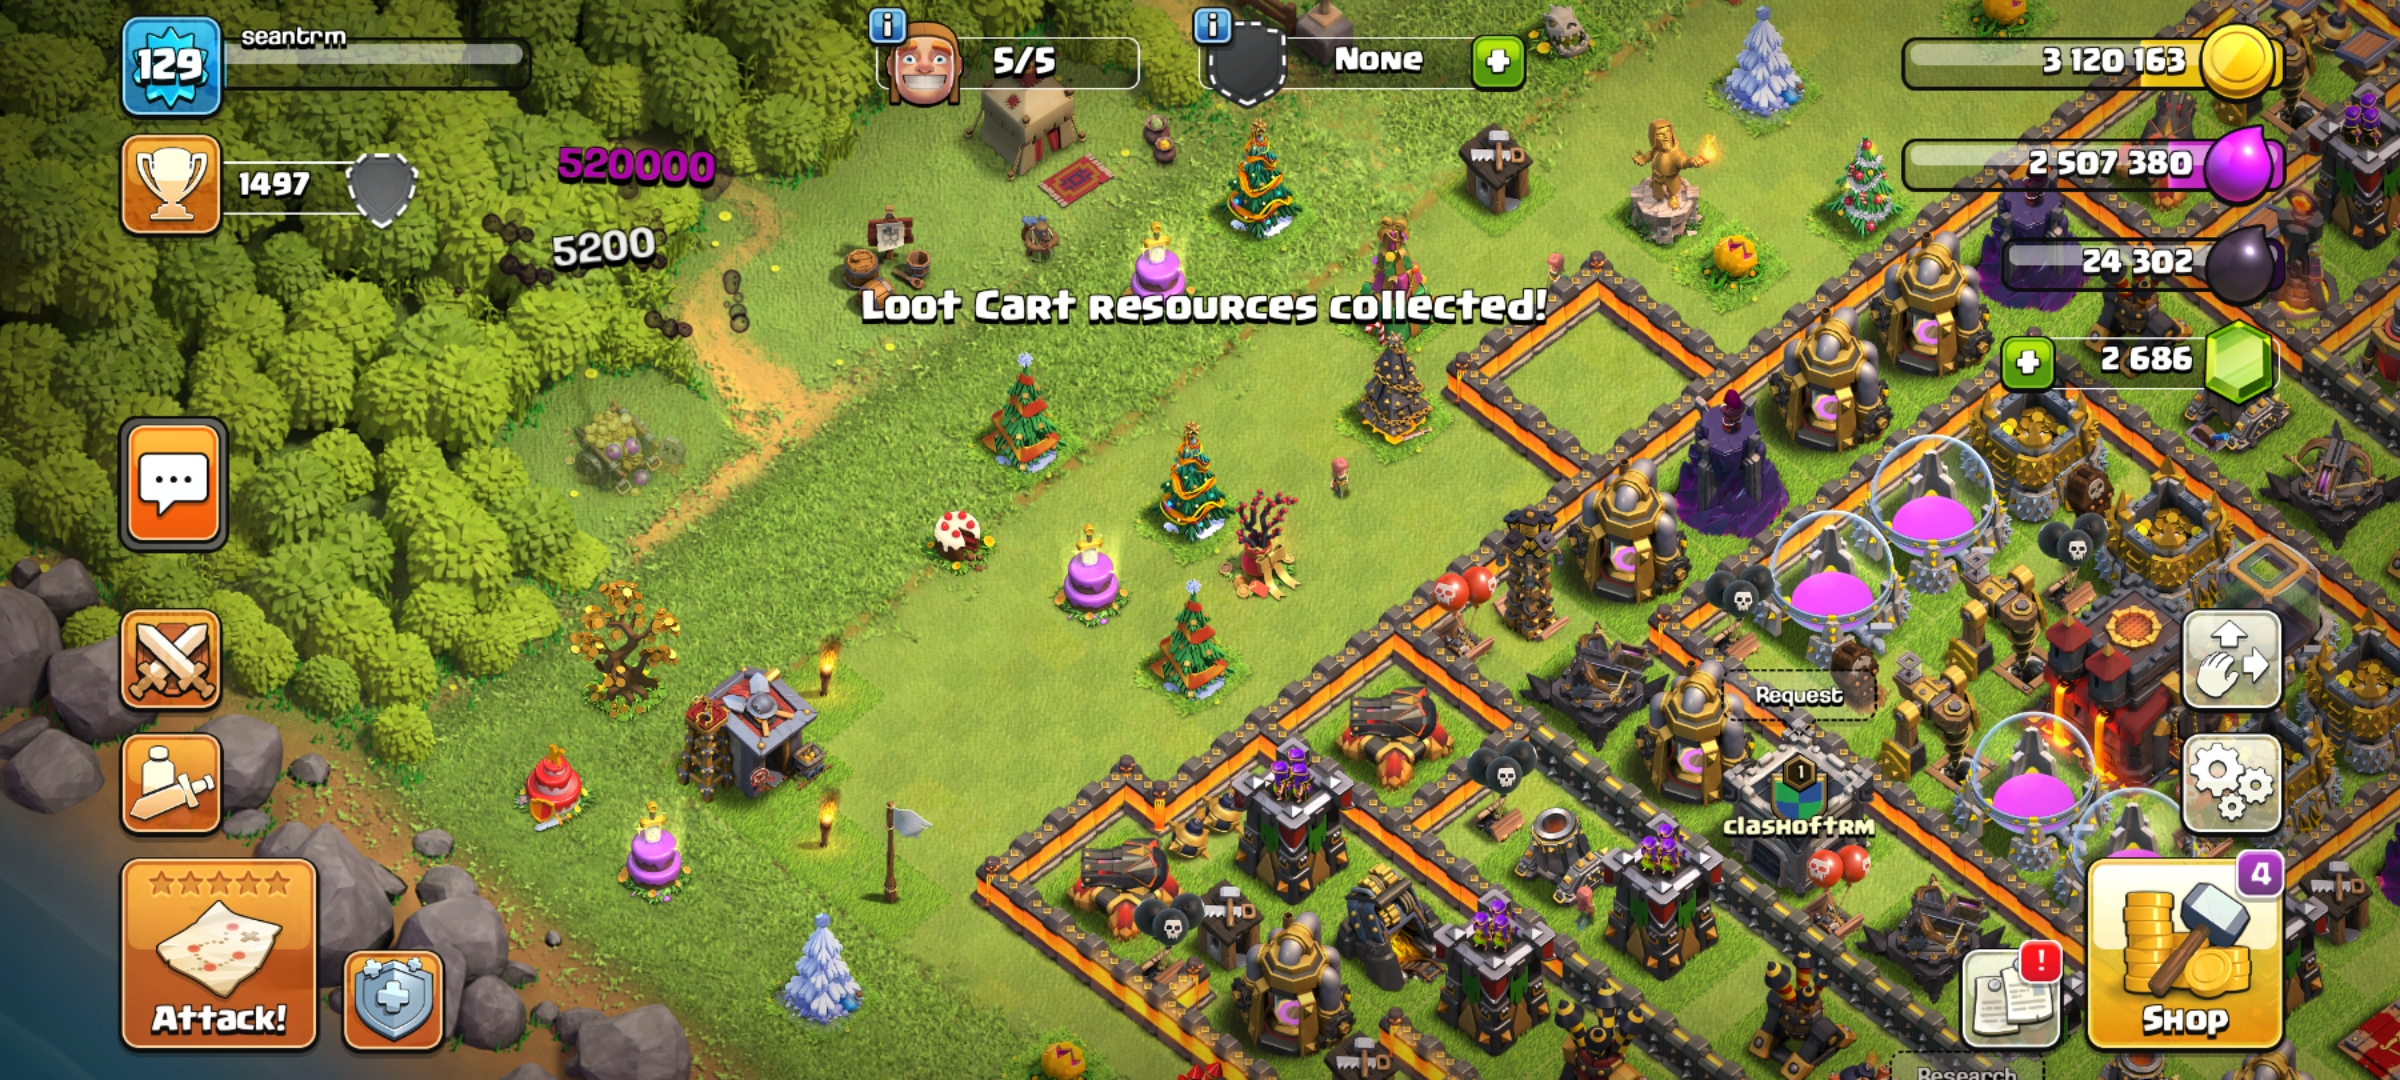 129
seantrm
5/5
None
3 120 163
1497
520000
2 507 380
5200
24 302
Loot Cart resources collected!
2 686
Request
1
clashoftrm
4
Attack!
Shop
Research